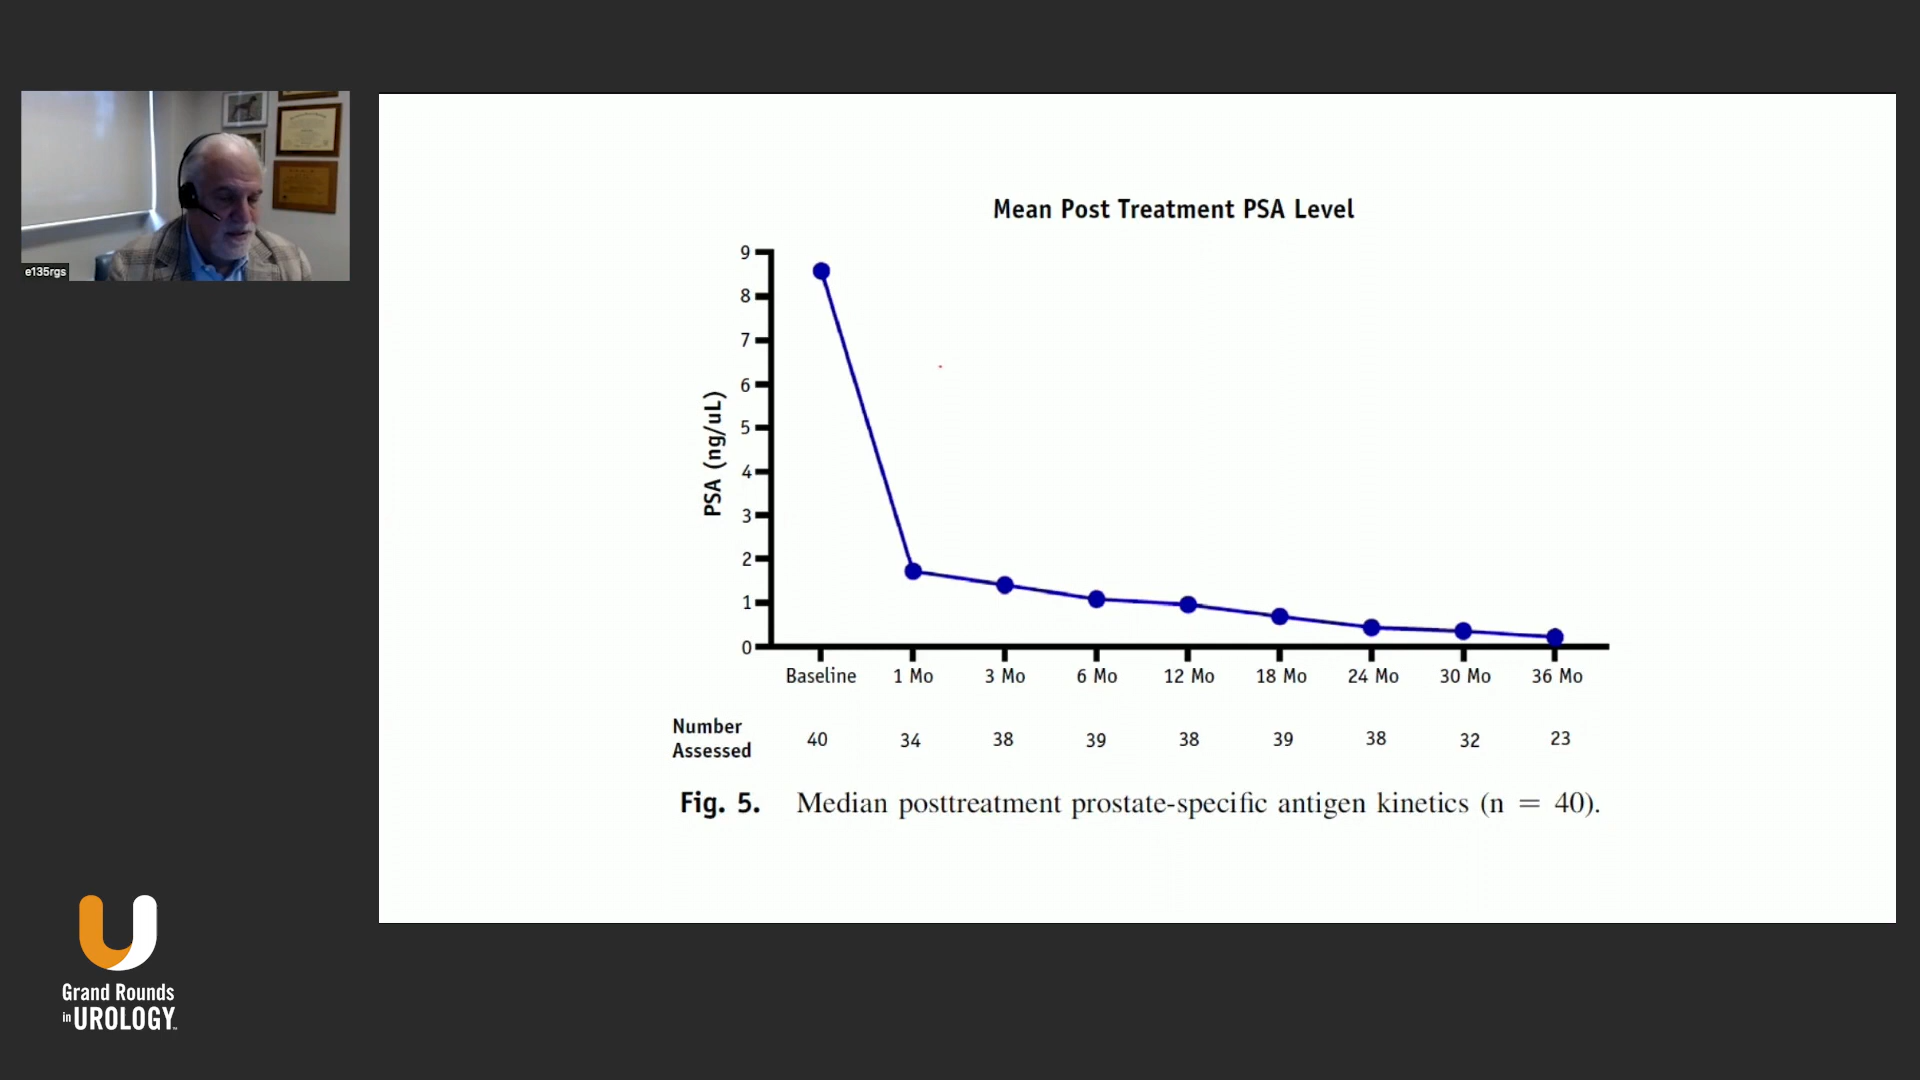 e135rgs
Mean Post Treatment PSA Level
PSA (ng/uL)
9
8
7
6
5
4
3
2
1
0
Baseline 1 Mo 3 Mo 6 Mo 12 Mo 18 Mo 24 Mo 30 Mo 36 Mo
Number
Assessed
40 34 38 39 38 39 38 32 23
Fig. 5. Median posttreatment prostate-specific antigen kinetics (n = 40).
Grand Rounds
in UROLOGY